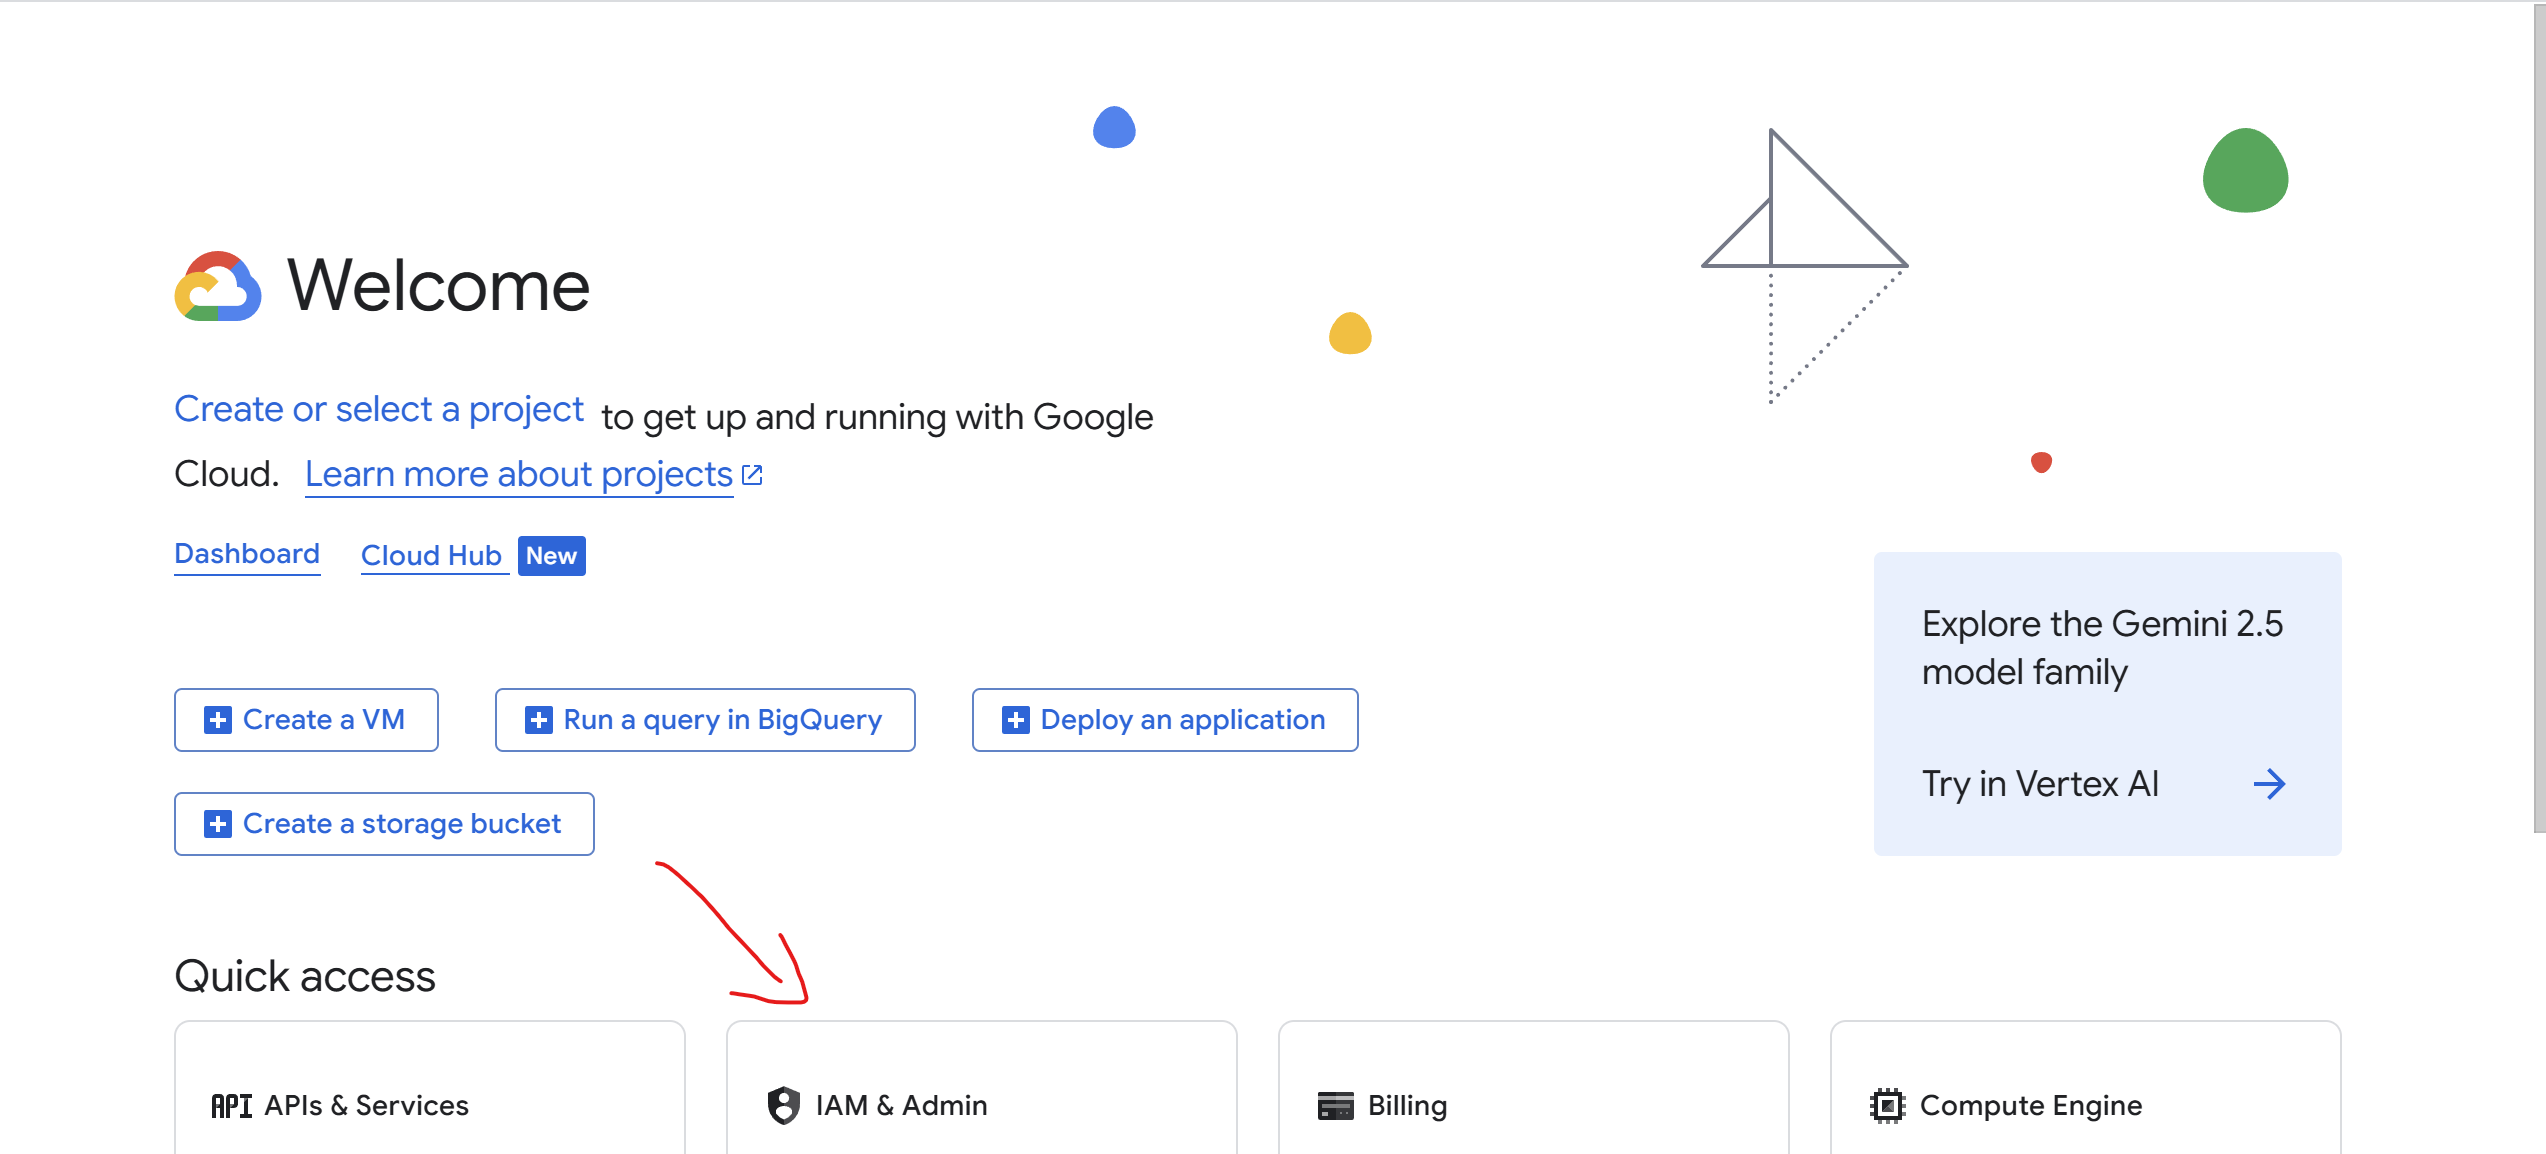 Welcome
Create or select a project to get up and running with Google
Cloud. Learn more about projects
Dashboard Cloud Hub New
Explore the Gemini 2.5
model family
Try in Vertex AI
Create a VM Run a query in BigQuery Deploy an application
Create a storage bucket
Quick access
API APIs & Services IAM & Admin Billing Compute Engine